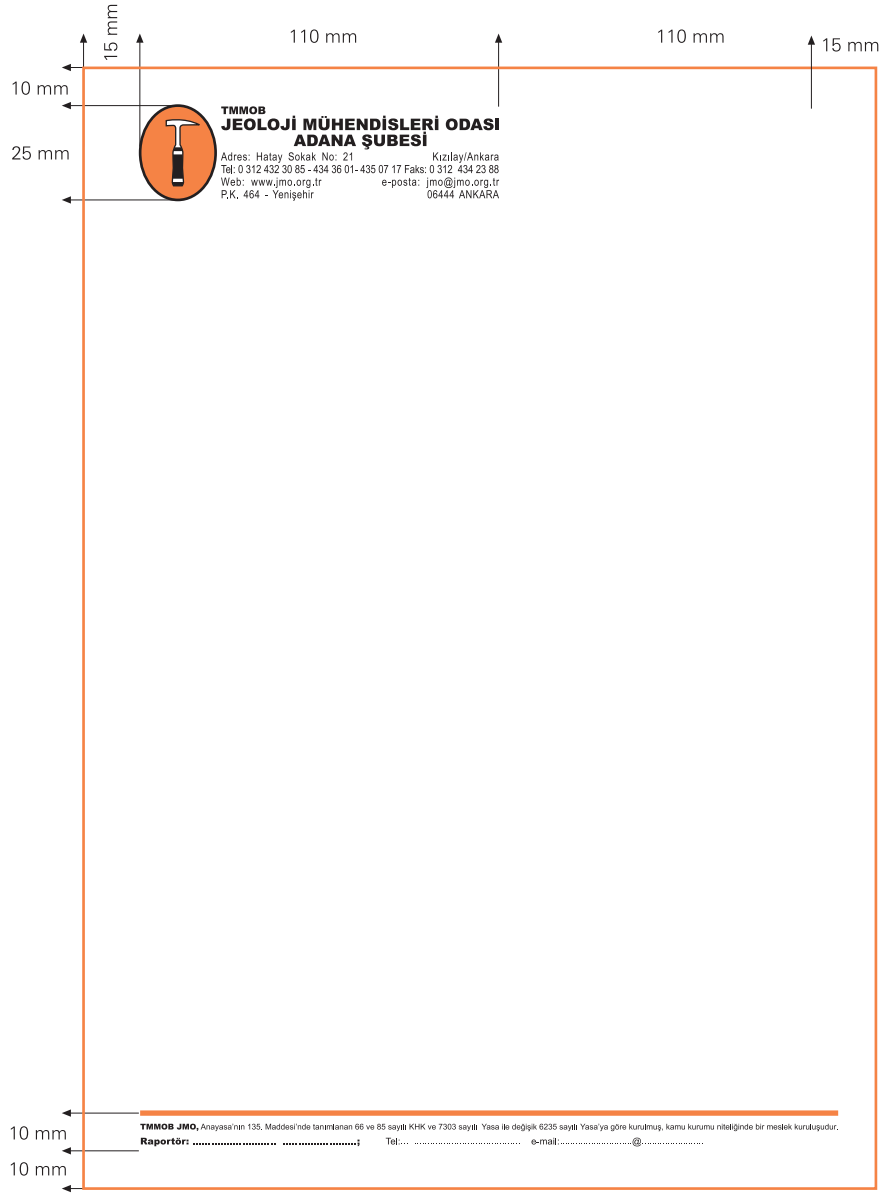 15 mm
110 mm
110 mm
15 mm
10 mm
25 mm
TMMOB
JEOLOJİ MÜHENDİSLERİ ODASI
ADANA ŞUBESİ
Adres: Hatay Sokak No: 21 Kızılay/Ankara
Tel: 0 312 432 30 85 - 434 36 01- 435 07 17 Faks: 0 312 434 23 88
Web: www.jmo.org.tr e-posta: jmo@jmo.org.tr
P.K. 464 - Yenişehir 06444 ANKARA
TMMOB JMO, Anayasa'nın 135. Maddesi'nde tanımlanan 66 ve 85 sayılı KHK ve 7303 sayılı Yasa ile değişik 6235 sayılı Yasa'ya göre kurulmuş, kamu kurumu niteliğinde bir meslek kuruluşudur.
Raportör: .......................... .......................; Tel:... ...................................... e-mail:..........................@......................
10 mm
10 mm